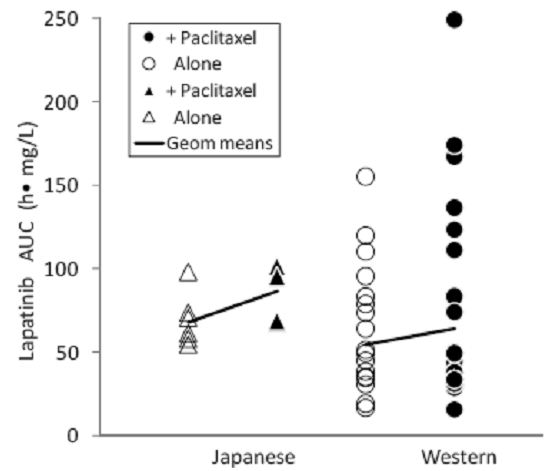 250
200
150
100
50
0
Lapatinib AUC (h• mg/L)
+ Paclitaxel
Alone
+ Paclitaxel
Alone
Geom means
Japanese Western